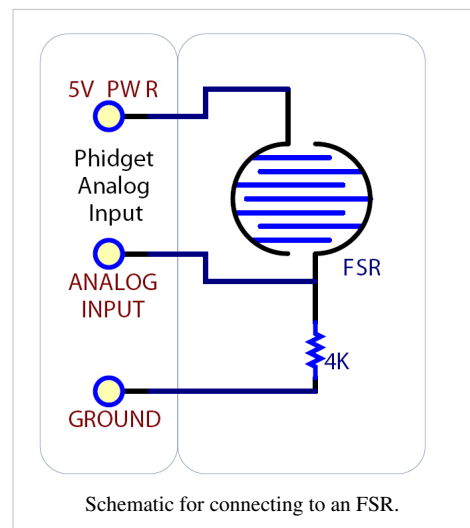 5V PWR
Phidget
Analog
Input
FSR
ANALOG
INPUT
4K
GROUND
Schematic for connecting to an FSR.